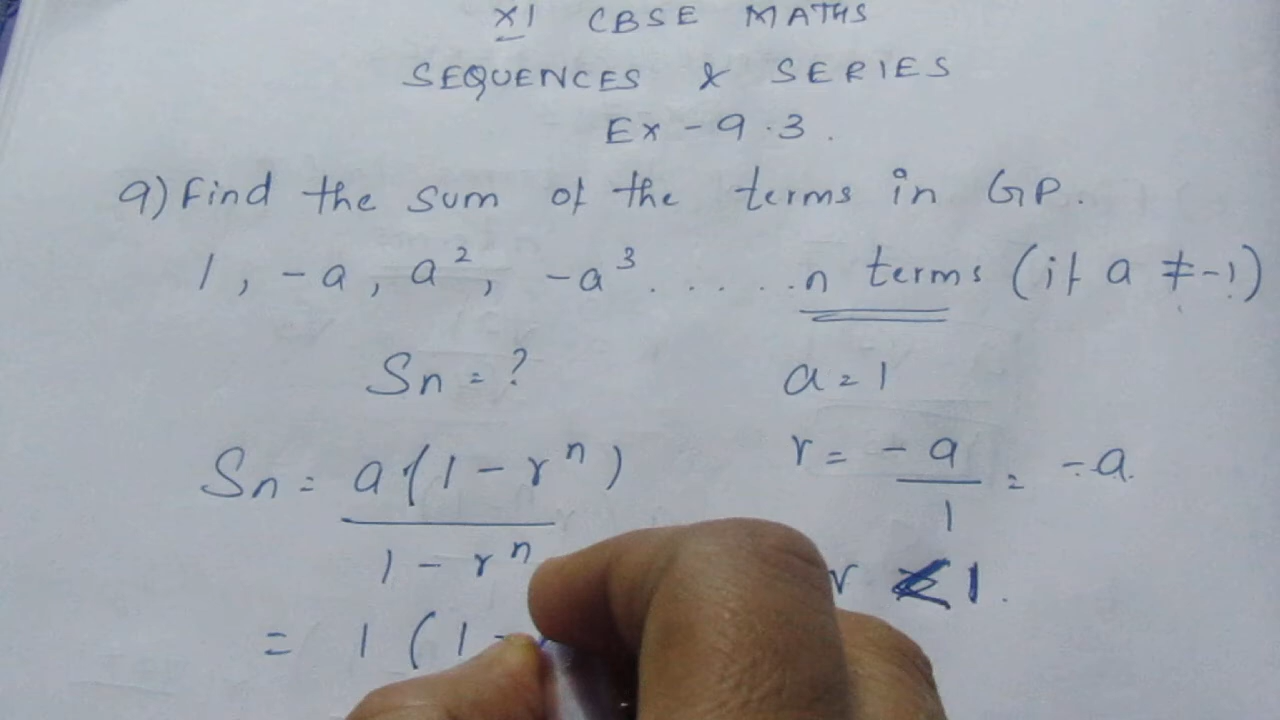 XI CBSE MATHS
SEQUENCES & SERIES
Ex - 9.3.
9) Find the sum of the terms in GP.
1, -a, a², -a³ . . . . . . n terms (if a ≠ -1)
Sn = ? a = 1
Sn = a(1 - rⁿ) / 1 - rⁿ r = -a / 1 = -a.
r < 1.
= 1 (1 -